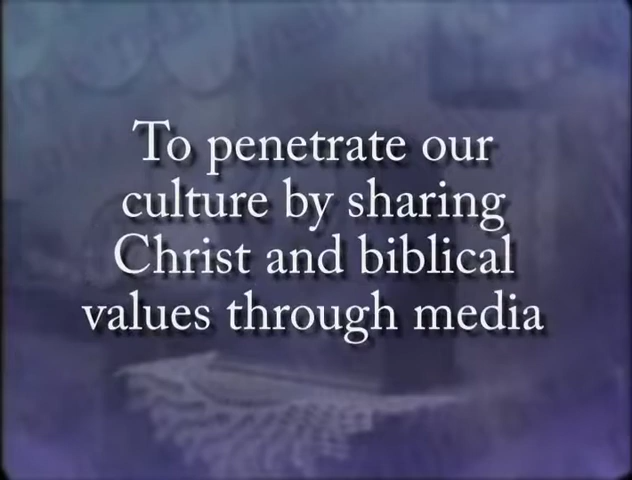 To penetrate our
culture by sharing
Christ and biblical
values through media